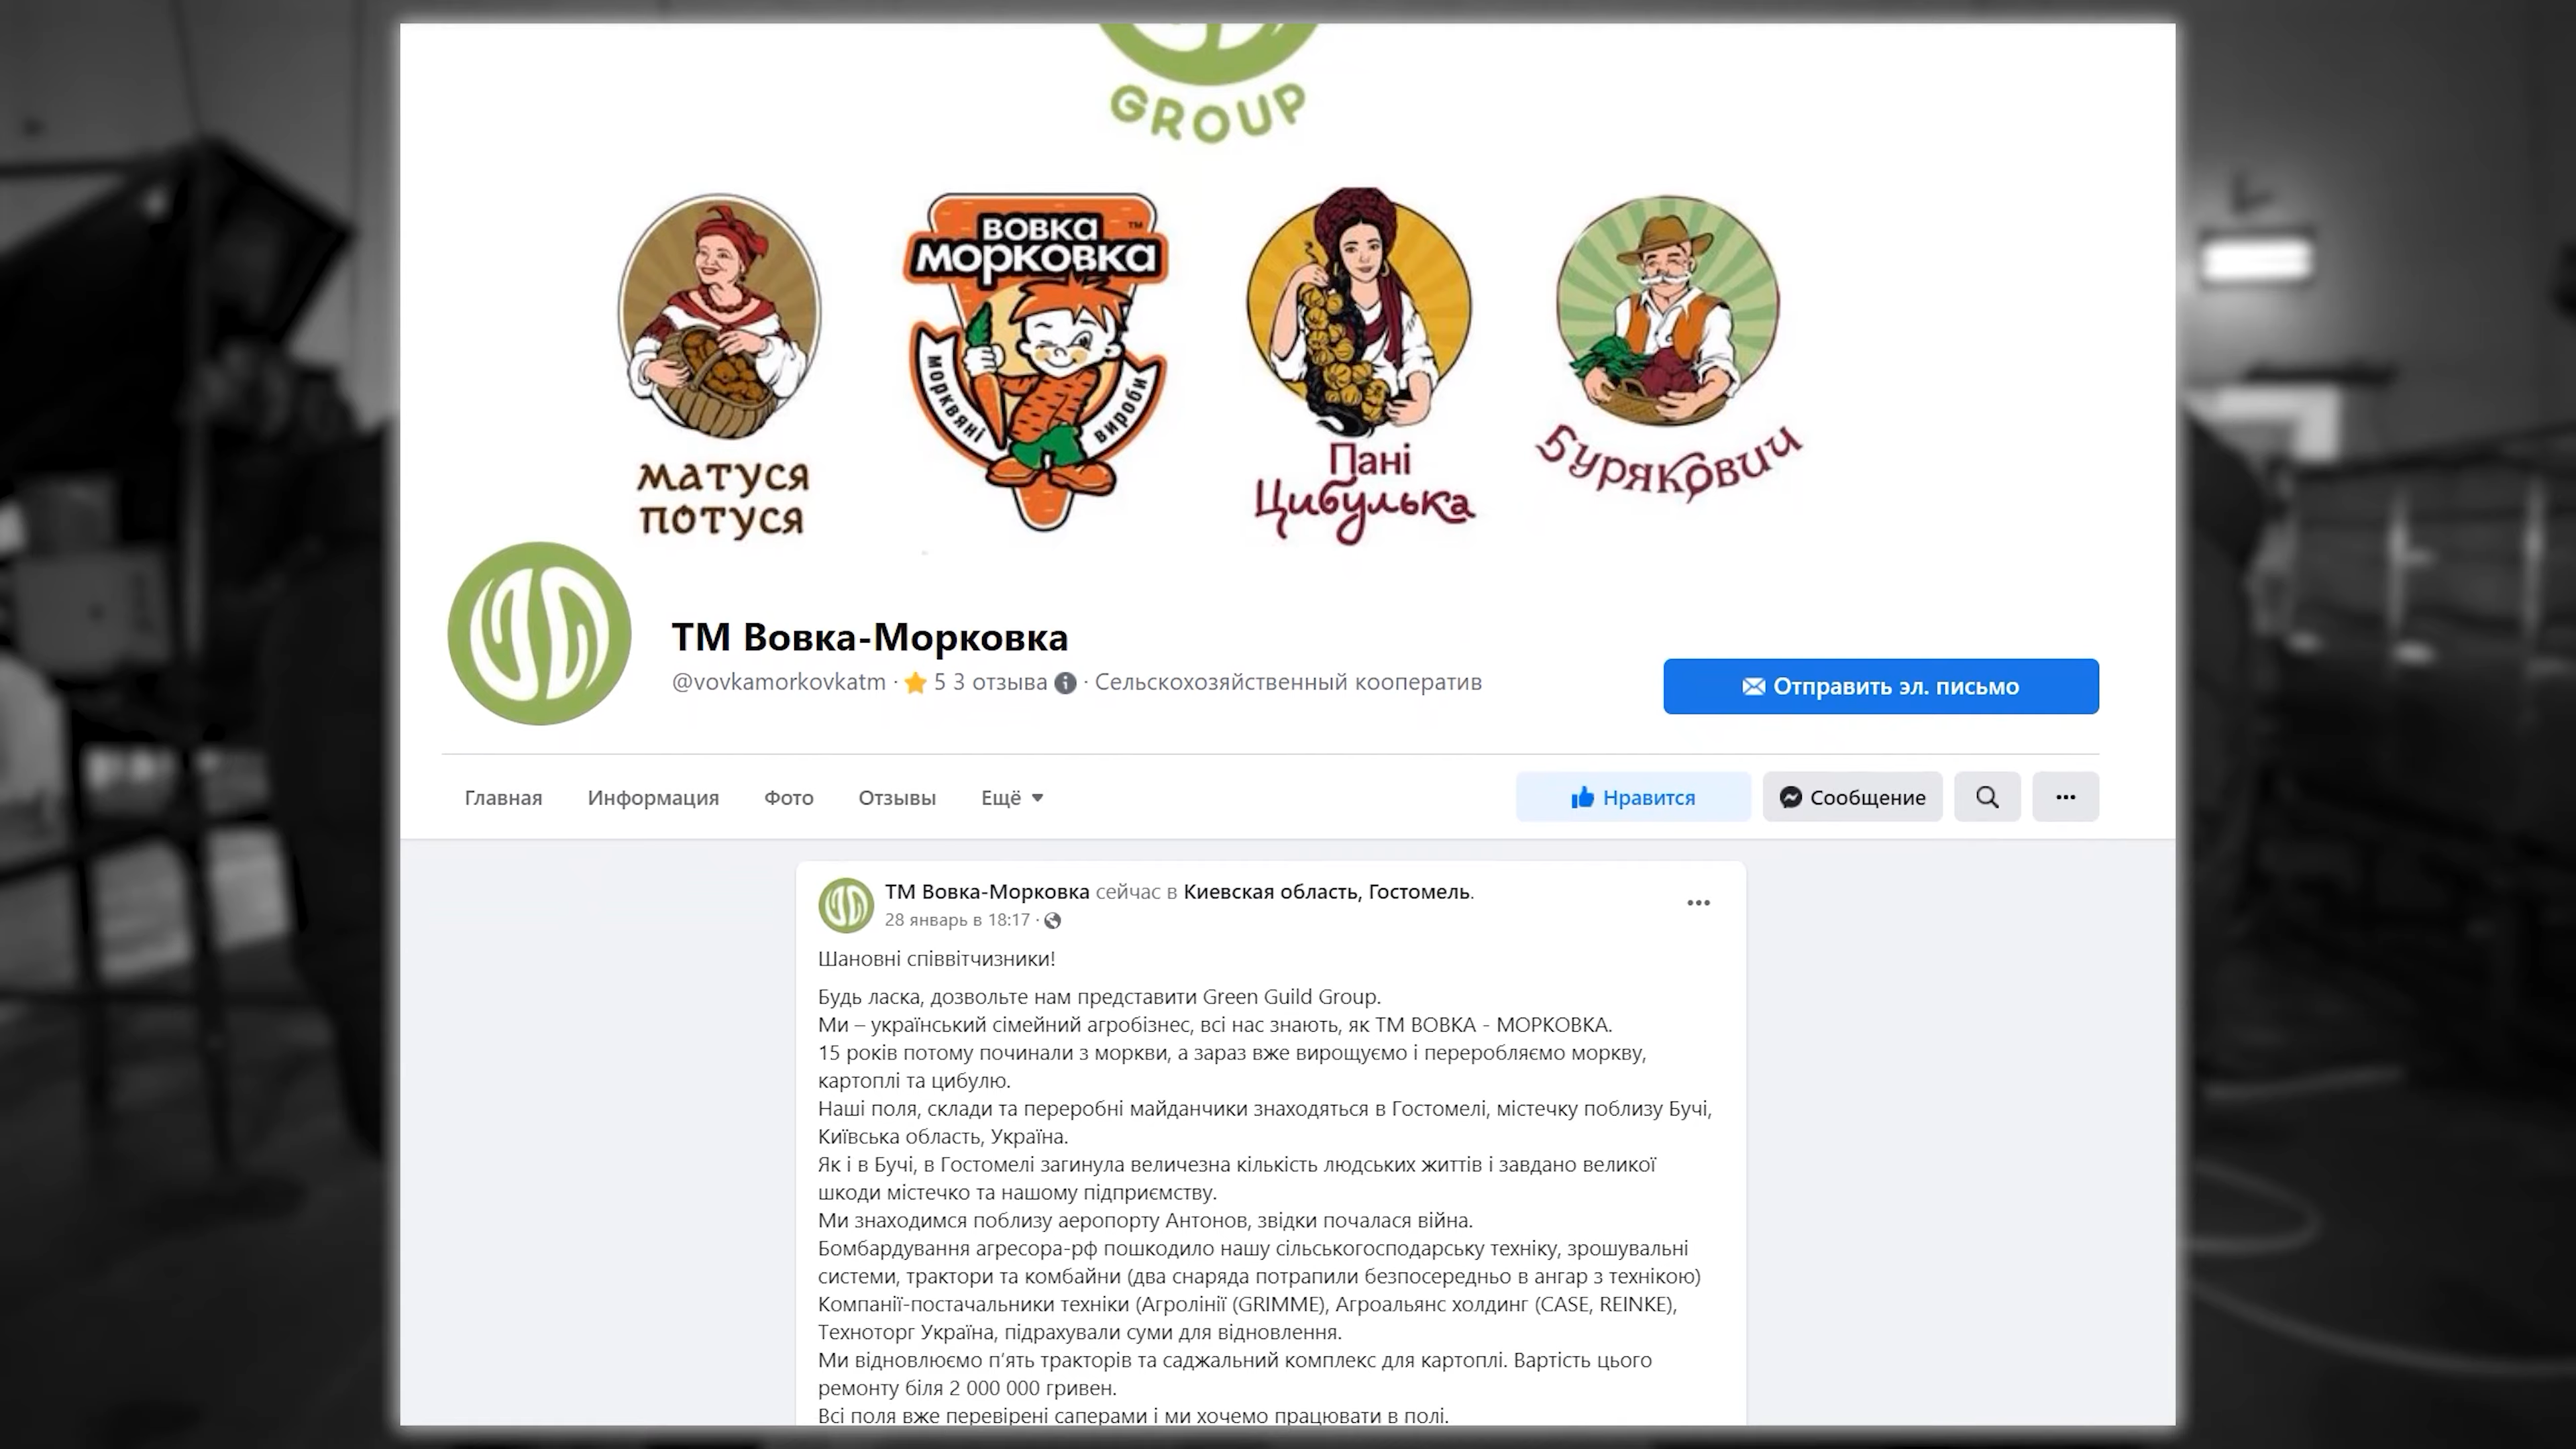 GROUP
ВОВКА
МОРКОВКА
TM
морквяні
вироби
МАТУСЯ
ПОТУСЯ
Пані
Цибулька
Бурякович
ТМ Вовка-Морковка
@vovkamorkovkatm · 5 3 отзыва · Сельскохозяйственный кооператив
Отправить эл. письмо
Главная
Информация
Фото
Отзывы
Ещё
Нравится
Сообщение
ТМ Вовка-Морковка сейчас в Киевская область, Гостомель.
28 январь в 18:17 ·
Шановні співвітчизники!
Будь ласка, дозвольте нам представити Green Guild Group.
Ми – український сімейний агробізнес, всі нас знають, як ТМ ВОВКА - МОРКОВКА.
15 років потому починали з моркви, а зараз вже вирощуємо і переробляємо моркву,
картоплі та цибулю.
Наші поля, склади та переробні майданчики знаходяться в Гостомелі, містечку поблизу Бучі,
Київська область, Україна.
Як і в Бучі, в Гостомелі загинула величезна кількість людських життів і завдано великої
шкоди містечко та нашому підприємству.
Ми знаходимся поблизу аеропорту Антонов, звідки почалася війна.
Бомбардування агресора-рф пошкодило нашу сільськогосподарську техніку, зрошувальні
системи, трактори та комбайни (два снаряда потрапили безпосередньо в ангар з технікою)
Компанії-постачальники техніки (Агролінії (GRIMME), Агроальянс холдинг (CASE, REINKE),
Техноторг Україна, підрахували суми для відновлення.
Ми відновлюємо п'ять тракторів та саджальний комплекс для картоплі. Вартість цього
ремонту біля 2 000 000 гривен.
Всі поля вже перевірені саперами і ми хочемо працювати в полі.